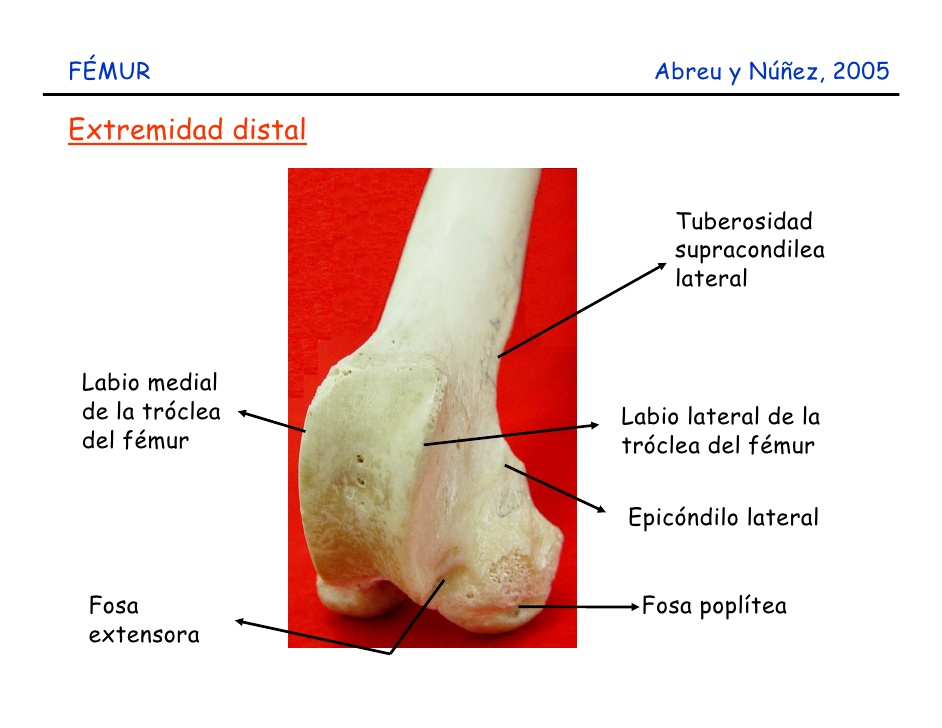 FÉMUR
Abreu y Núñez, 2005
Extremidad distal
Tuberosidad
supracondilea
lateral
Labio medial
de la tróclea
del fémur
Labio lateral de la
tróclea del fémur
Epicóndilo lateral
Fosa
extensora
Fosa poplítea